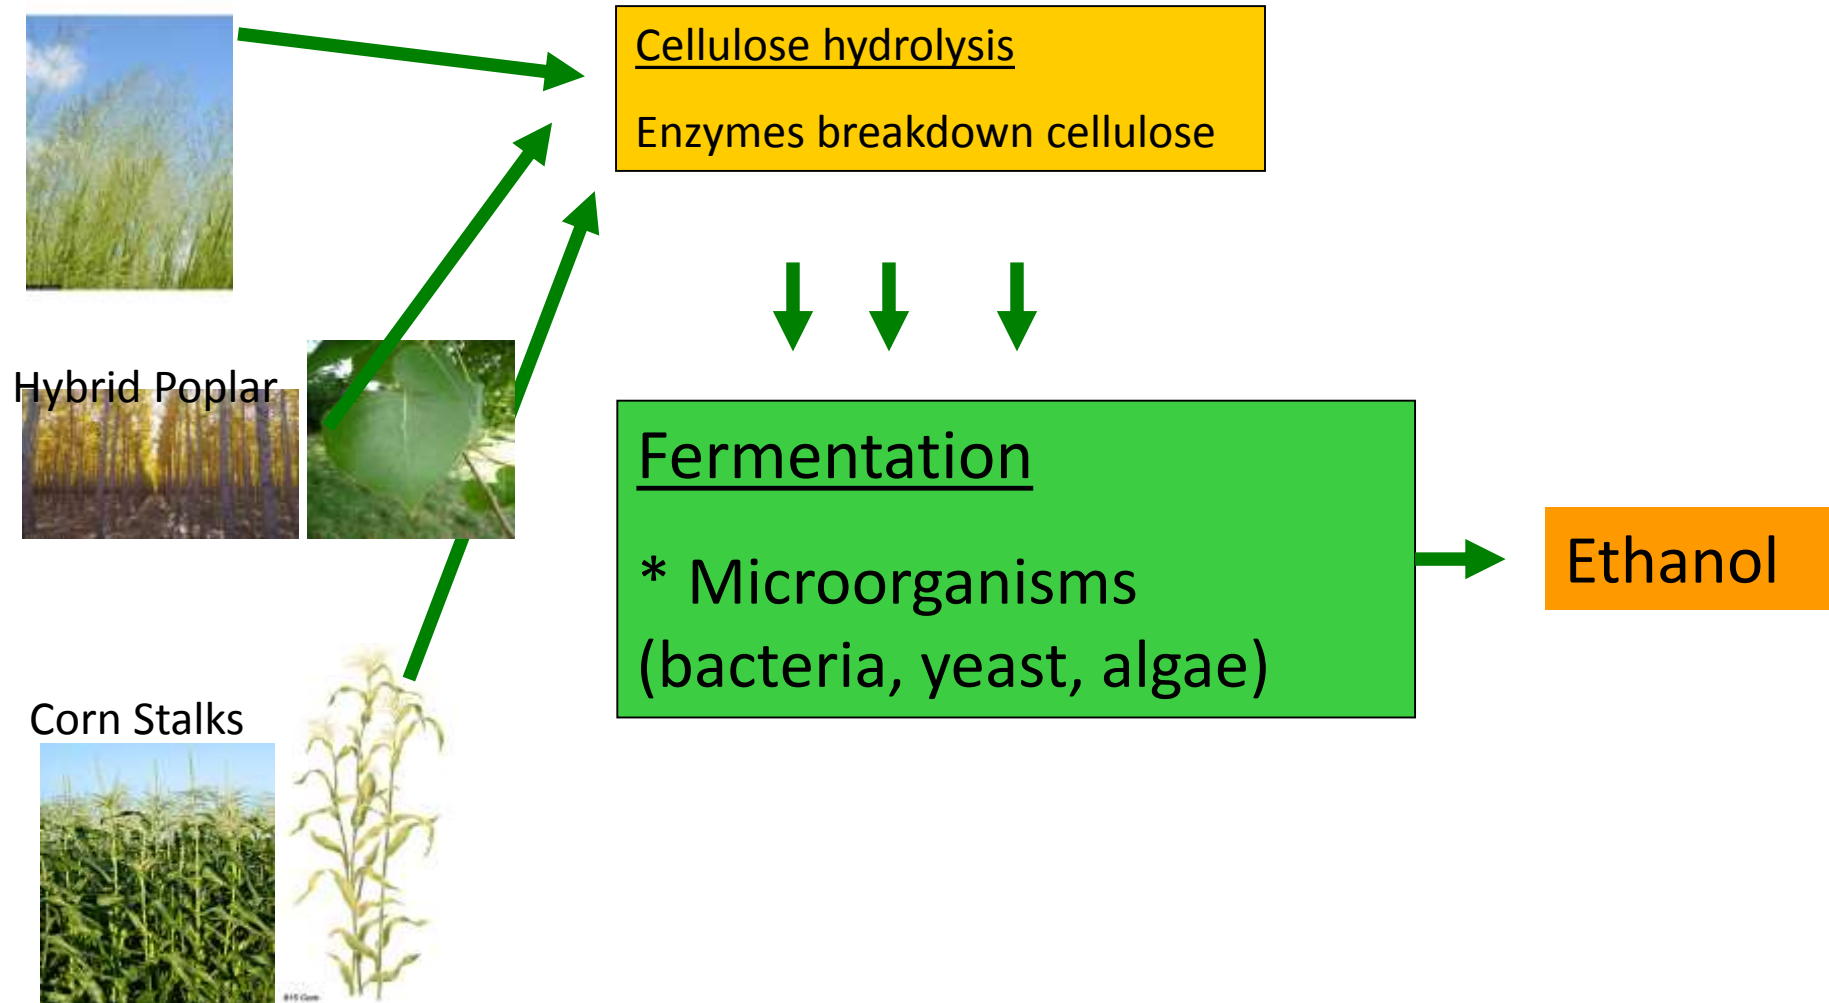 Cellulose hydrolysis
Enzymes breakdown cellulose
Hybrid Poplar
Fermentation
* Microorganisms
(bacteria, yeast, algae)
Ethanol
Corn Stalks